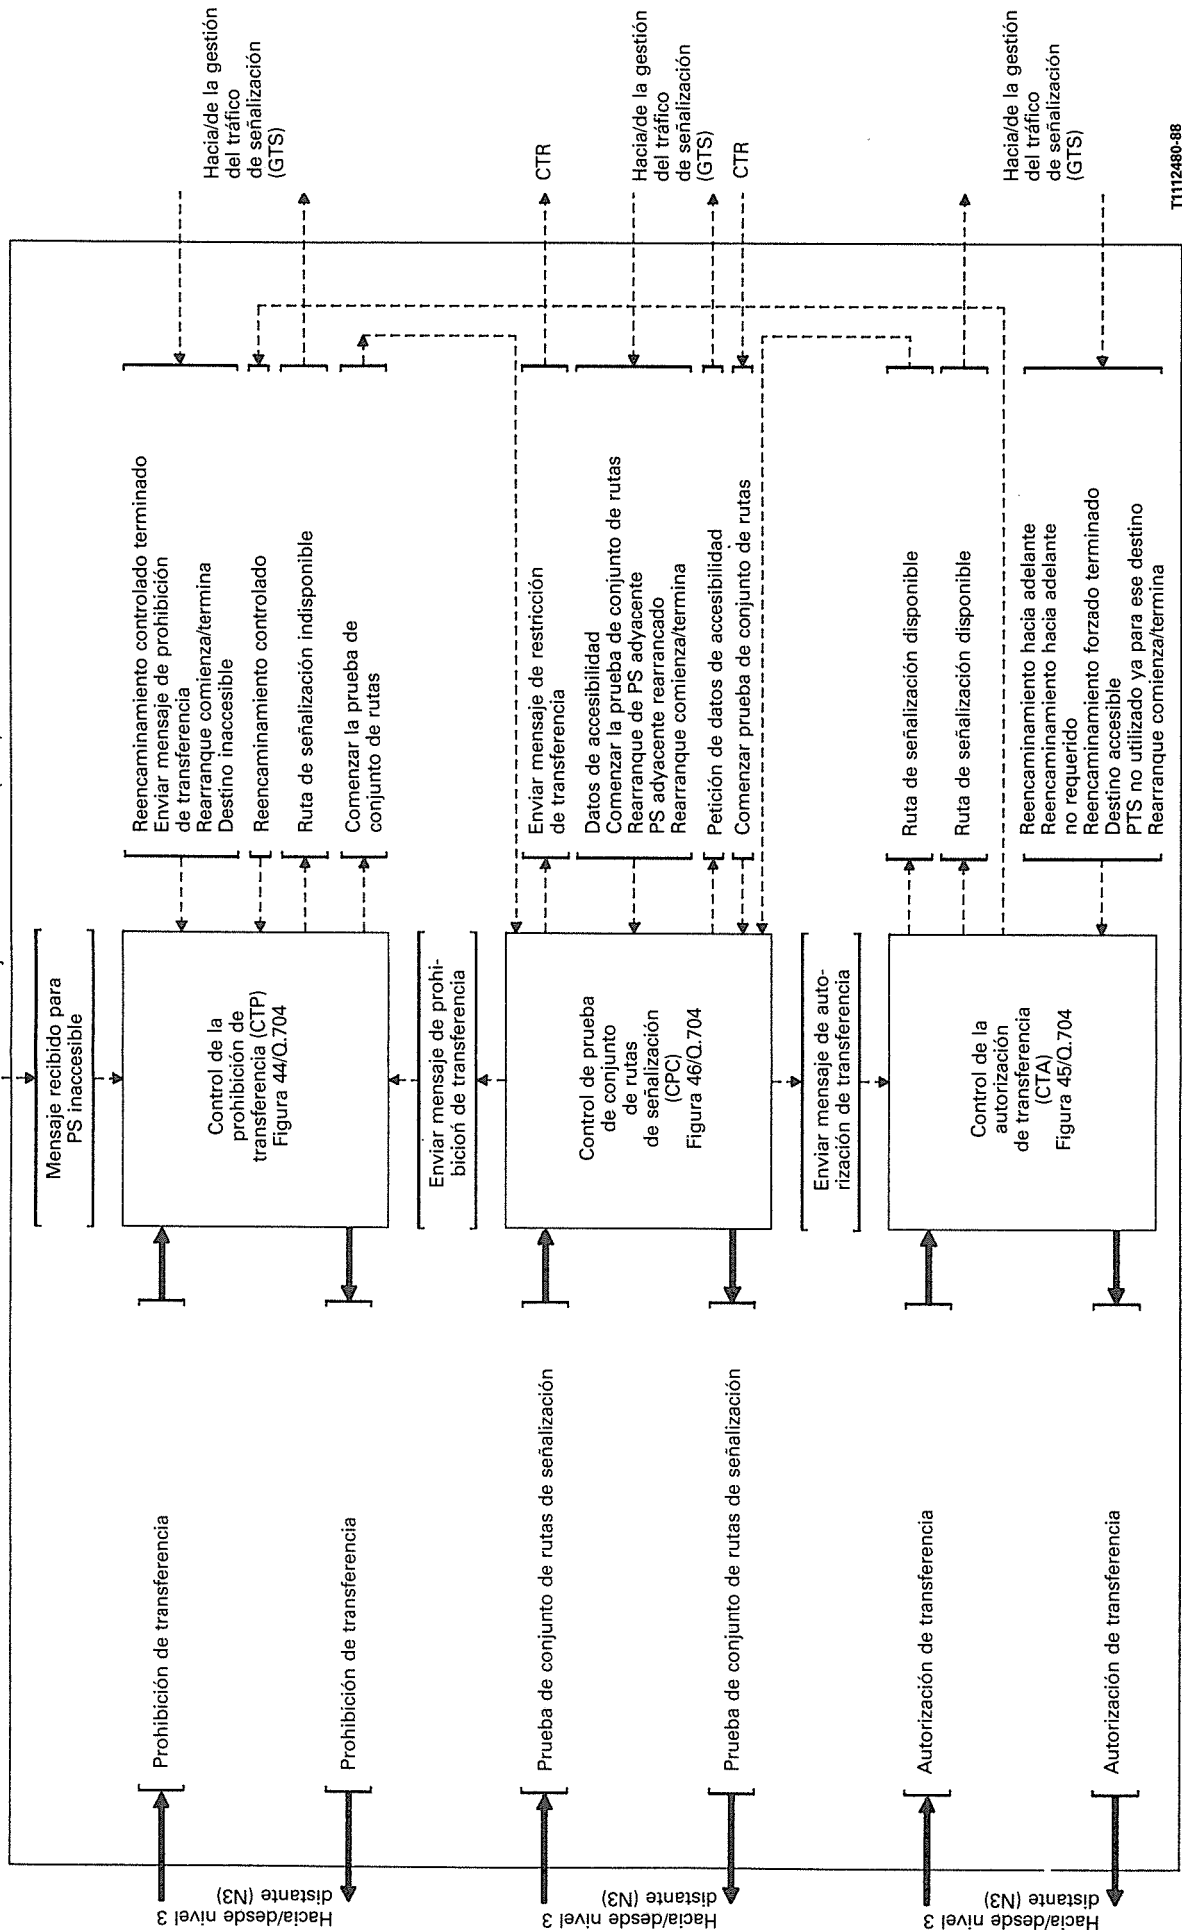 Mensaje recibido para
PS inaccesible
Hacia/desde nivel 3
distante (N3)
Prohibición de transferencia
Prohibición de transferencia
Control de la
prohibición de
transferencia (CTP)
Figura 44/Q.704
Reencaminamiento controlado terminado
Enviar mensaje de prohibición
de transferencia
Rearranque comienza/termina
Destino inaccesible
Reencaminamiento controlado
Ruta de señalización indisponible
Comenzar la prueba de
conjunto de rutas
Hacia/de la gestión
del tráfico
de señalización
(GTS)
Enviar mensaje de prohi-
bición de transferencia
Hacia/desde nivel 3
distante (N3)
Prueba de conjunto de rutas de señalización
Prueba de conjunto de rutas de señalización
Control de prueba
de conjunto
de rutas
de señalización
(CPC)
Figura 46/Q.704
Enviar mensaje de restricción
de transferencia
Datos de accesibilidad
Comenzar la prueba de conjunto de rutas
Rearranque de PS adyacente
PS adyacente rearrancado
Rearranque comienza/termina
Petición de datos de accesibilidad
Comenzar prueba de conjunto de rutas
CTR
Hacia/de la gestión
del tráfico
de señalización
(GTS)
CTR
Enviar mensaje de auto-
rización de transferencia
Hacia/desde nivel 3
distante (N3)
Autorización de transferencia
Autorización de transferencia
Control de la
autorización
de transferencia
(CTA)
Figura 45/Q.704
Ruta de señalización disponible
Ruta de señalización disponible
Reencaminamiento hacia adelante
Reencaminamiento hacia adelante
no requerido
Reencaminamiento forzado terminado
Destino accesible
PTS no utilizado ya para ese destino
Rearranque comienza/termina
Hacia/de la gestión
del tráfico
de señalización
(GTS)
T1112480-88